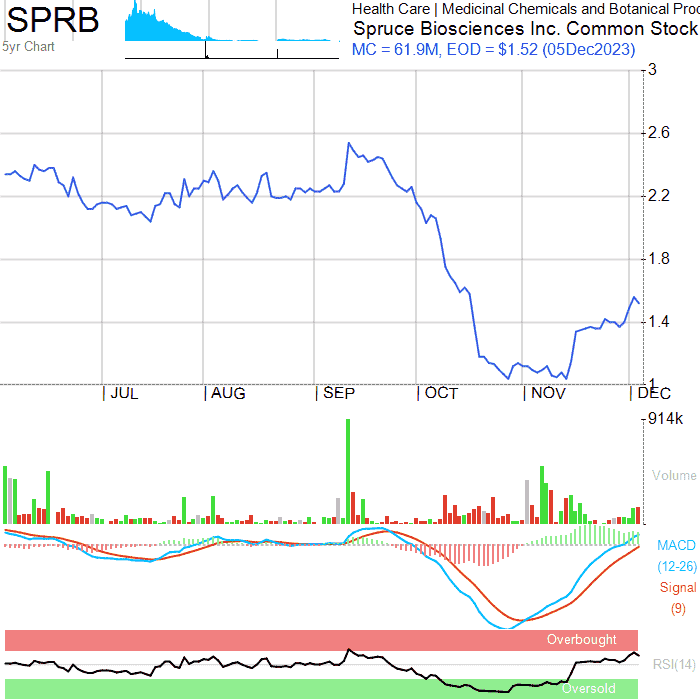 SPRB
Health Care | Medicinal Chemicals and Botanical Proc
Spruce Biosciences Inc. Common Stock
5yr Chart
MC = 61.9M, EOD = $1.52 (05Dec2023)
3
2.6
2.2
1.8
1.4
1
| JUL | AUG | SEP | OCT | NOV | DEC
914k
Volume
MACD
(12-26)
Signal
(9)
Overbought
RSI(14)
Oversold